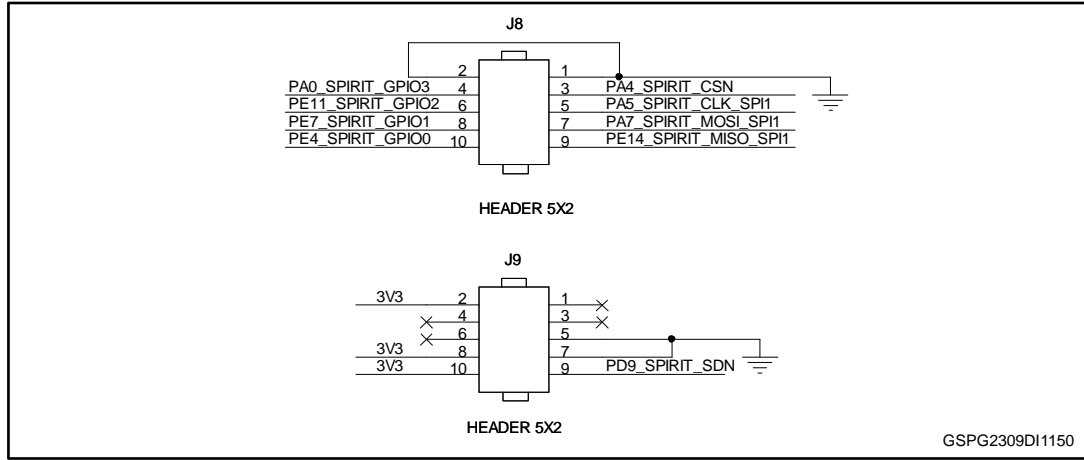 J8
2 1
PA0_SPIRIT_GPIO3 4 3 PA4_SPIRIT_CSN
PE11_SPIRIT_GPIO2 6 5 PA5_SPIRIT_CLK_SPI1
PE7_SPIRIT_GPIO1 8 7 PA7_SPIRIT_MOSI_SPI1
PE4_SPIRIT_GPIO0 10 9 PE14_SPIRIT_MISO_SPI1
HEADER 5X2
J9
3V3 2 1
4 3
6 5
3V3 8 7
3V3 10 9 PD9_SPIRIT_SDN
HEADER 5X2
GSPG2309DI1150